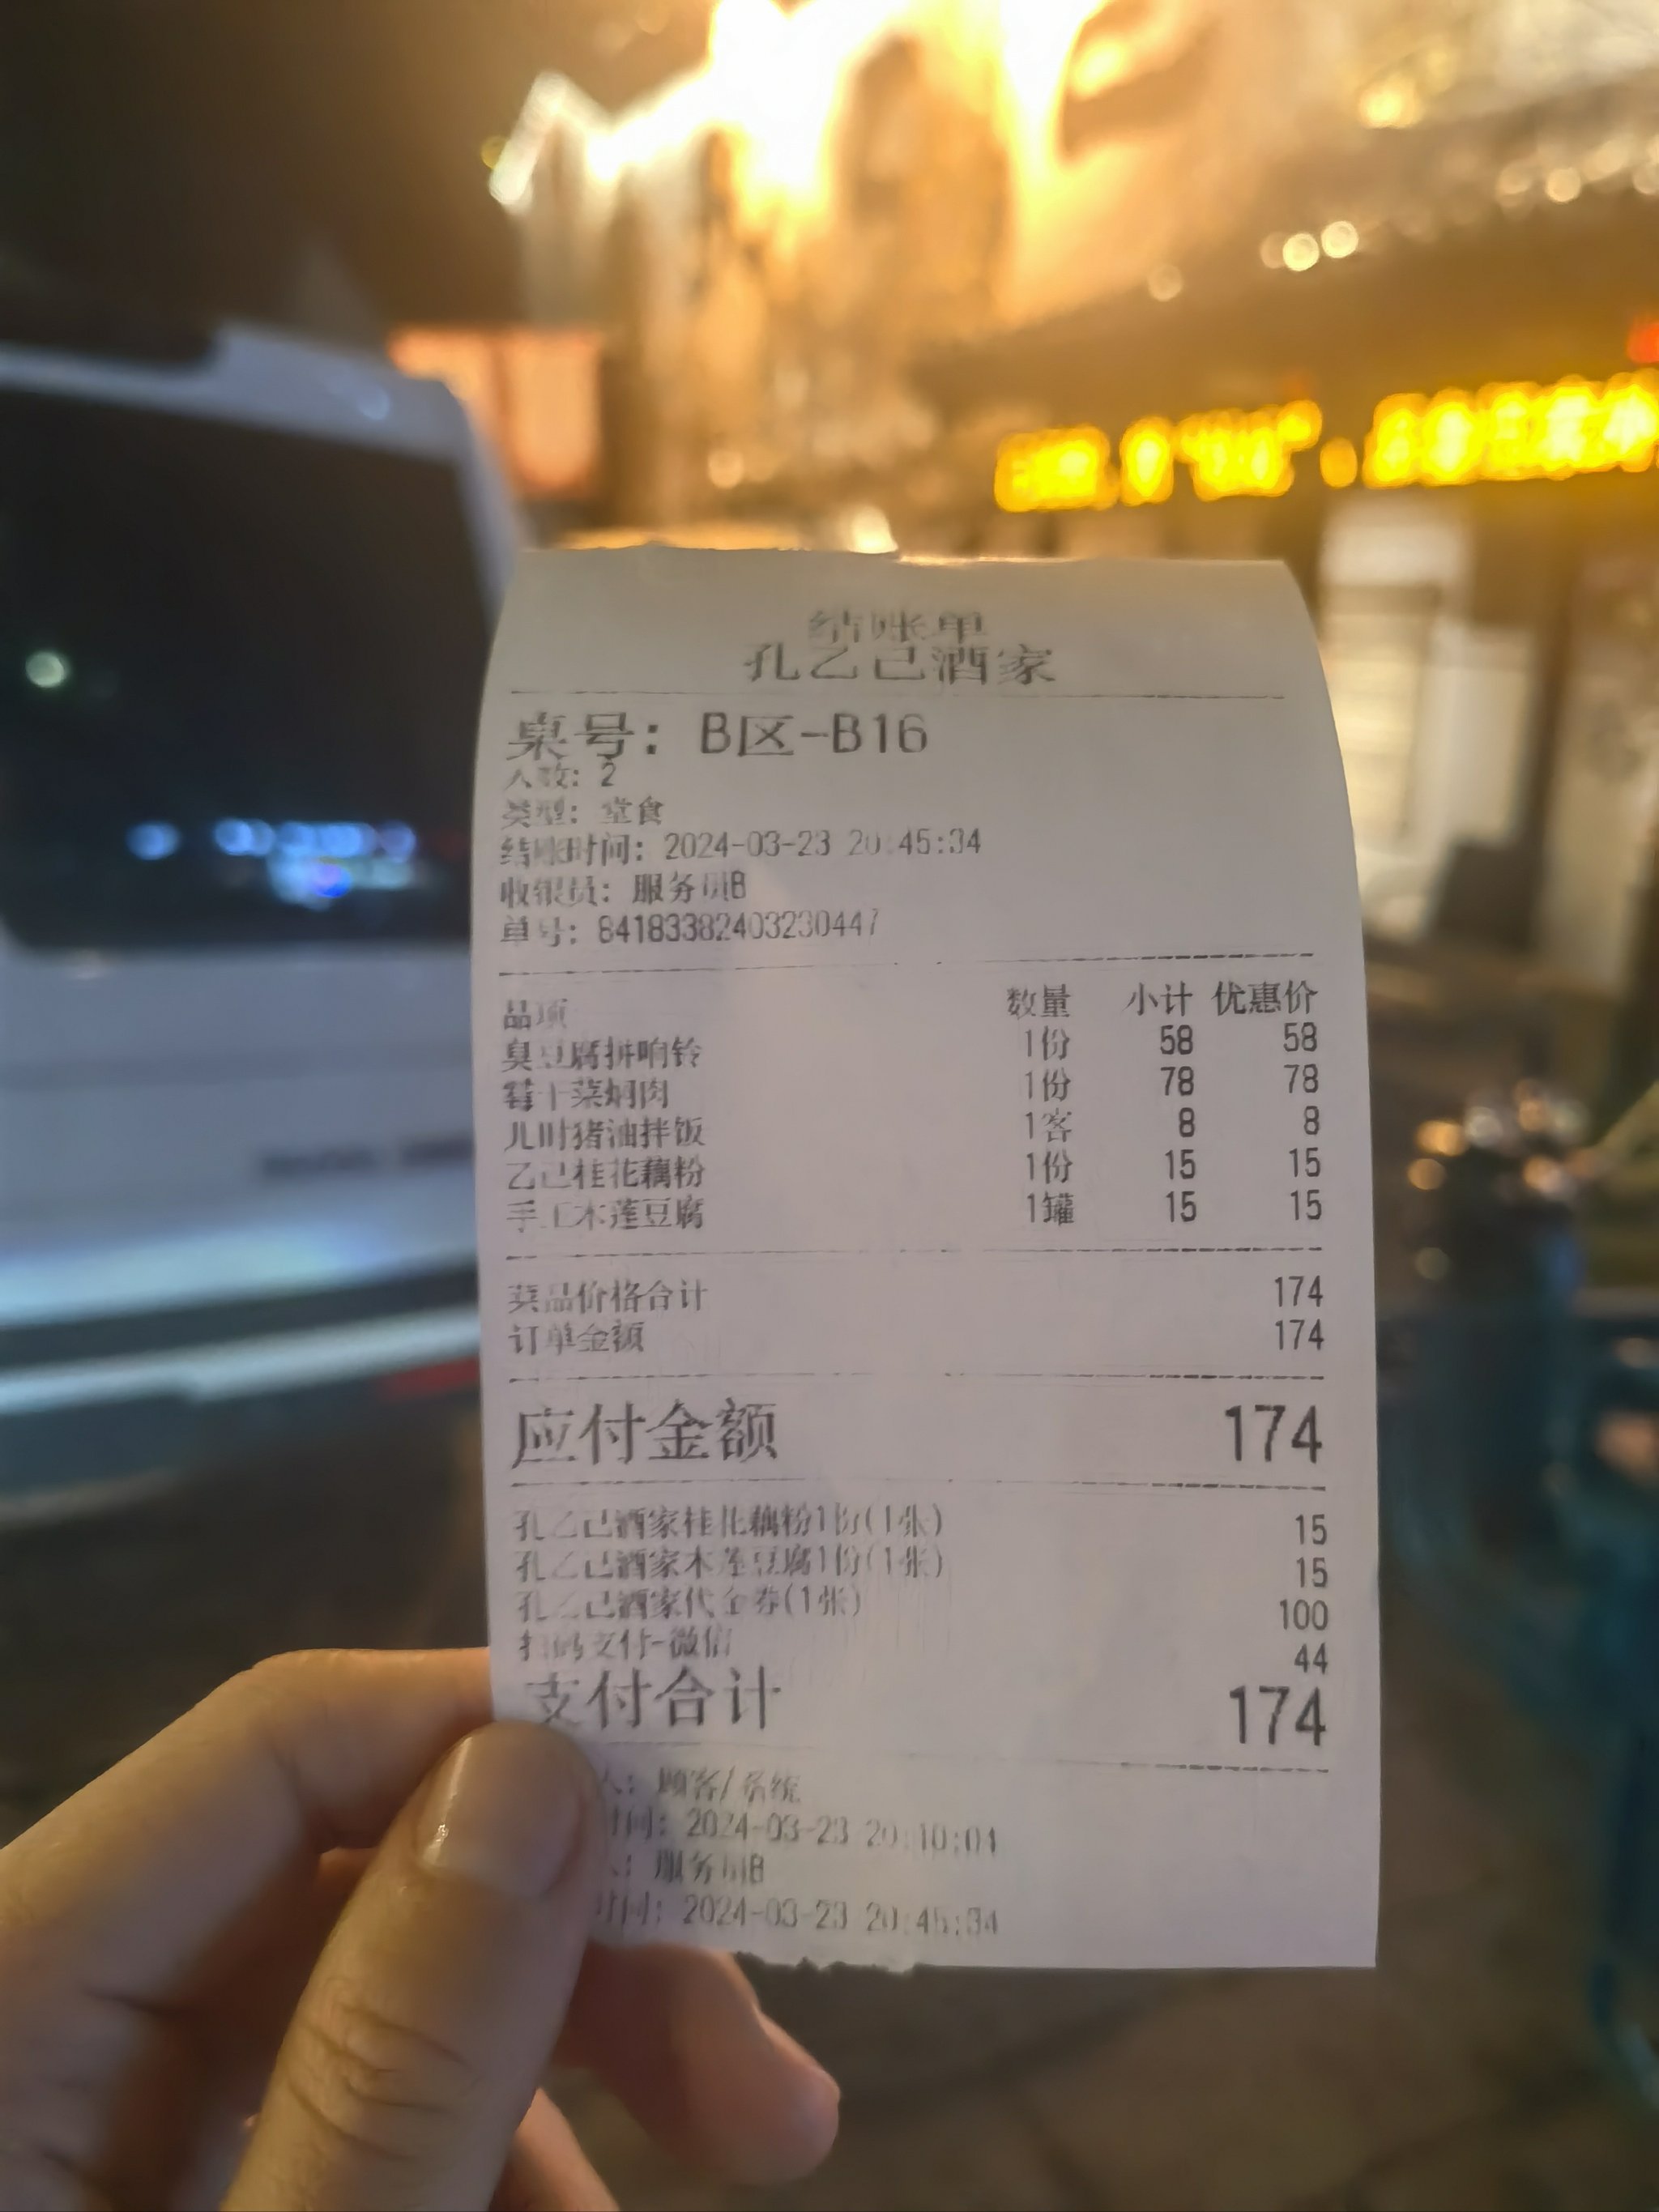 结账单
孔乙己酒家
桌号: B区-B16
人数: 2
类型: 堂食
结账时间: 2024-03-23 20:45:34
收银员: 服务员B
单号: 84183382403230447
品项 数量 小计 优惠价
臭豆腐拼响铃 1份 58 58
霉干菜焖肉 1份 78 78
儿时猪油拌饭 1客 8 8
乙己桂花藕粉 1份 15 15
手工木莲豆腐 1罐 15 15
菜品价格合计 174
订单金额 174
应付金额 174
孔乙己酒家桂花藕粉1份(1张) 15
孔乙己酒家木莲豆腐1份(1张) 15
孔乙己酒家代金券(1张) 100
扫码支付-微信 44
支付合计 174
人: 顾客/系统
时间: 2024-03-23 20:10:04
人: 服务员B
时间: 2024-03-23 20:45:34